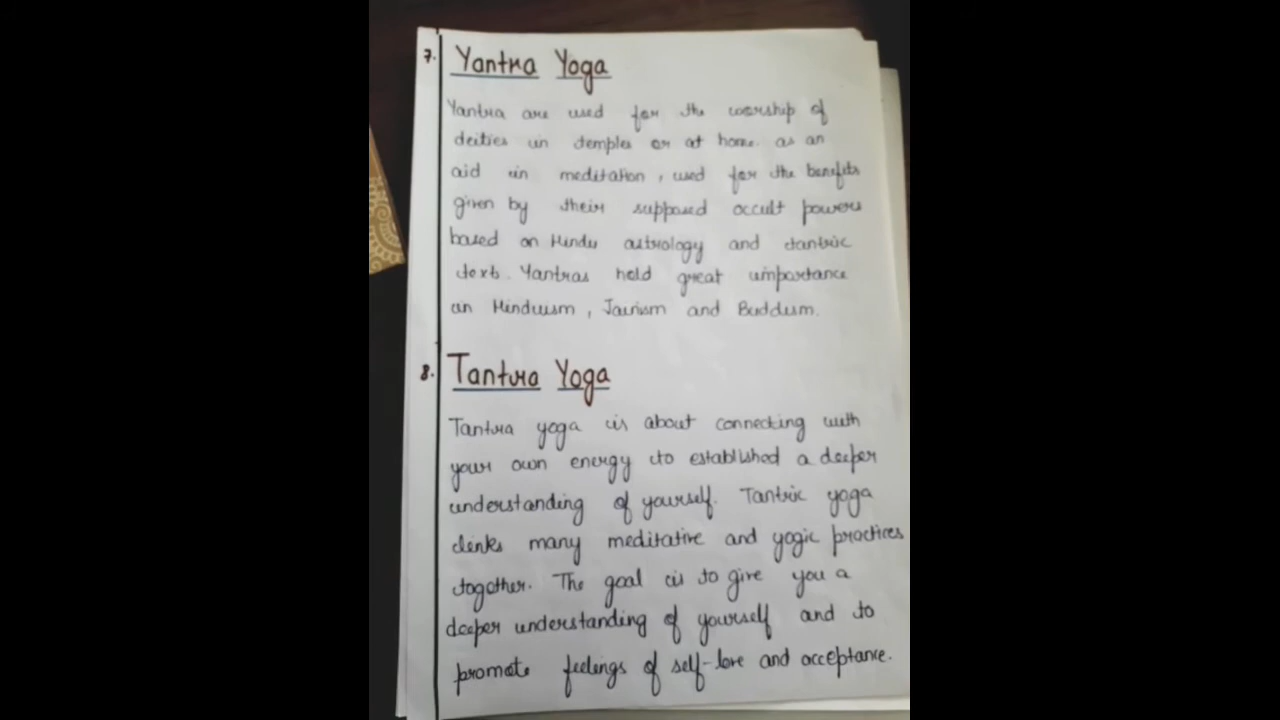 7. Yantra Yoga
Yantra are used for the worship of
deities in temples or at home. as an
aid in meditation, used for the benefits
given by their supposed occult powers
based on Hindu astrology and tantric
text. Yantras hold great importance
in Hinduism, Jainism and Buddism.
8. Tantra Yoga
Tantra yoga is about connecting with
your own energy to established a deeper
understanding of yourself. Tantric yoga
links many meditative and yogic practices
together. The goal is to give you a
deeper understanding of yourself and to
promote feelings of self-love and acceptance.